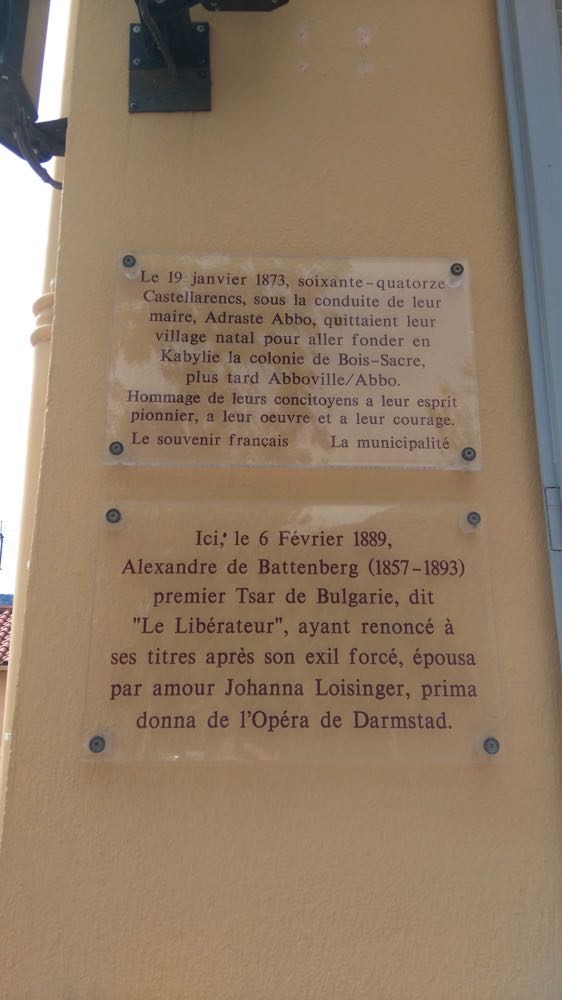 Le 19 janvier 1873, soixante-quatorze
Castellarencs, sous la conduite de leur
maire, Adraste Abbo, quittaient leur
village natal pour aller fonder en
Kabylie la colonie de Bois-Sacre,
plus tard Abboville/Abbo.
Hommage de leurs concitoyens a leur esprit
pionnier, a leur oeuvre et a leur courage.
Le souvenir français La municipalité
Ici, le 6 Février 1889,
Alexandre de Battenberg (1857-1893)
premier Tsar de Bulgarie, dit
"Le Libérateur", ayant renoncé à
ses titres après son exil forcé, épousa
par amour Johanna Loisinger, prima
donna de l'Opéra de Darmstad.